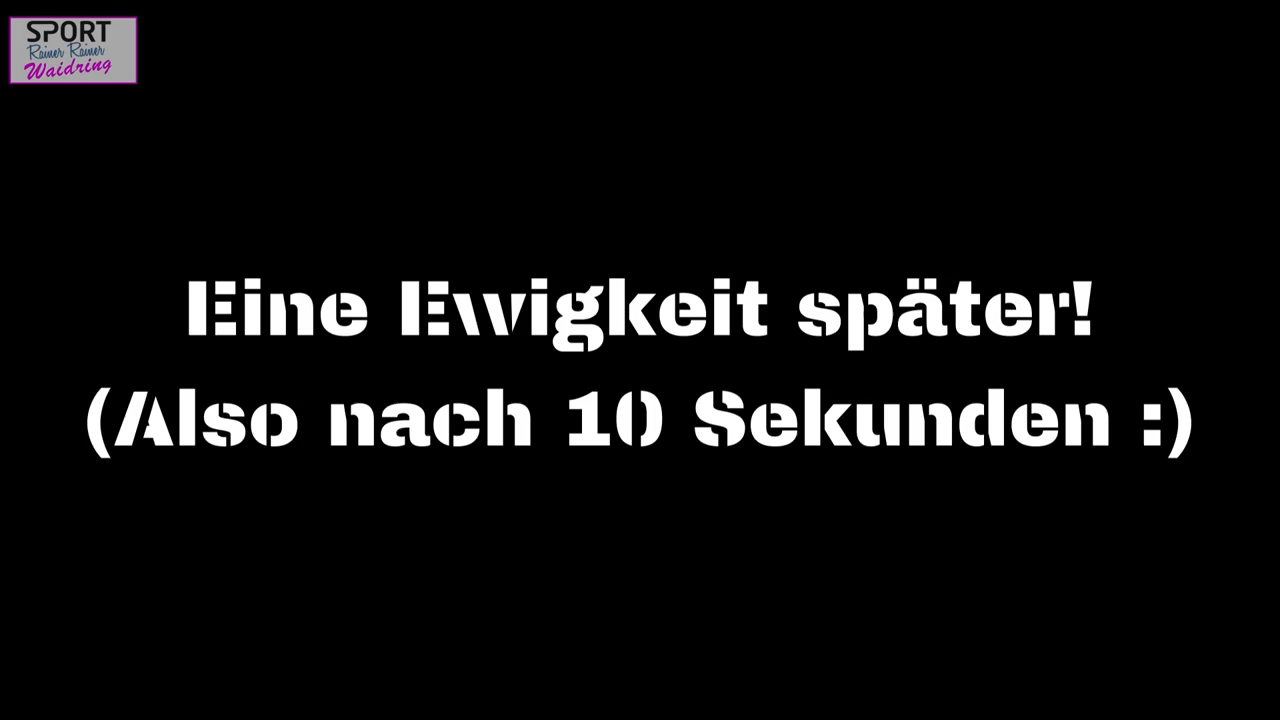 SPORT
Rainer Rainer
Waidring
Eine Ewigkeit später!
(Also nach 10 Sekunden :)